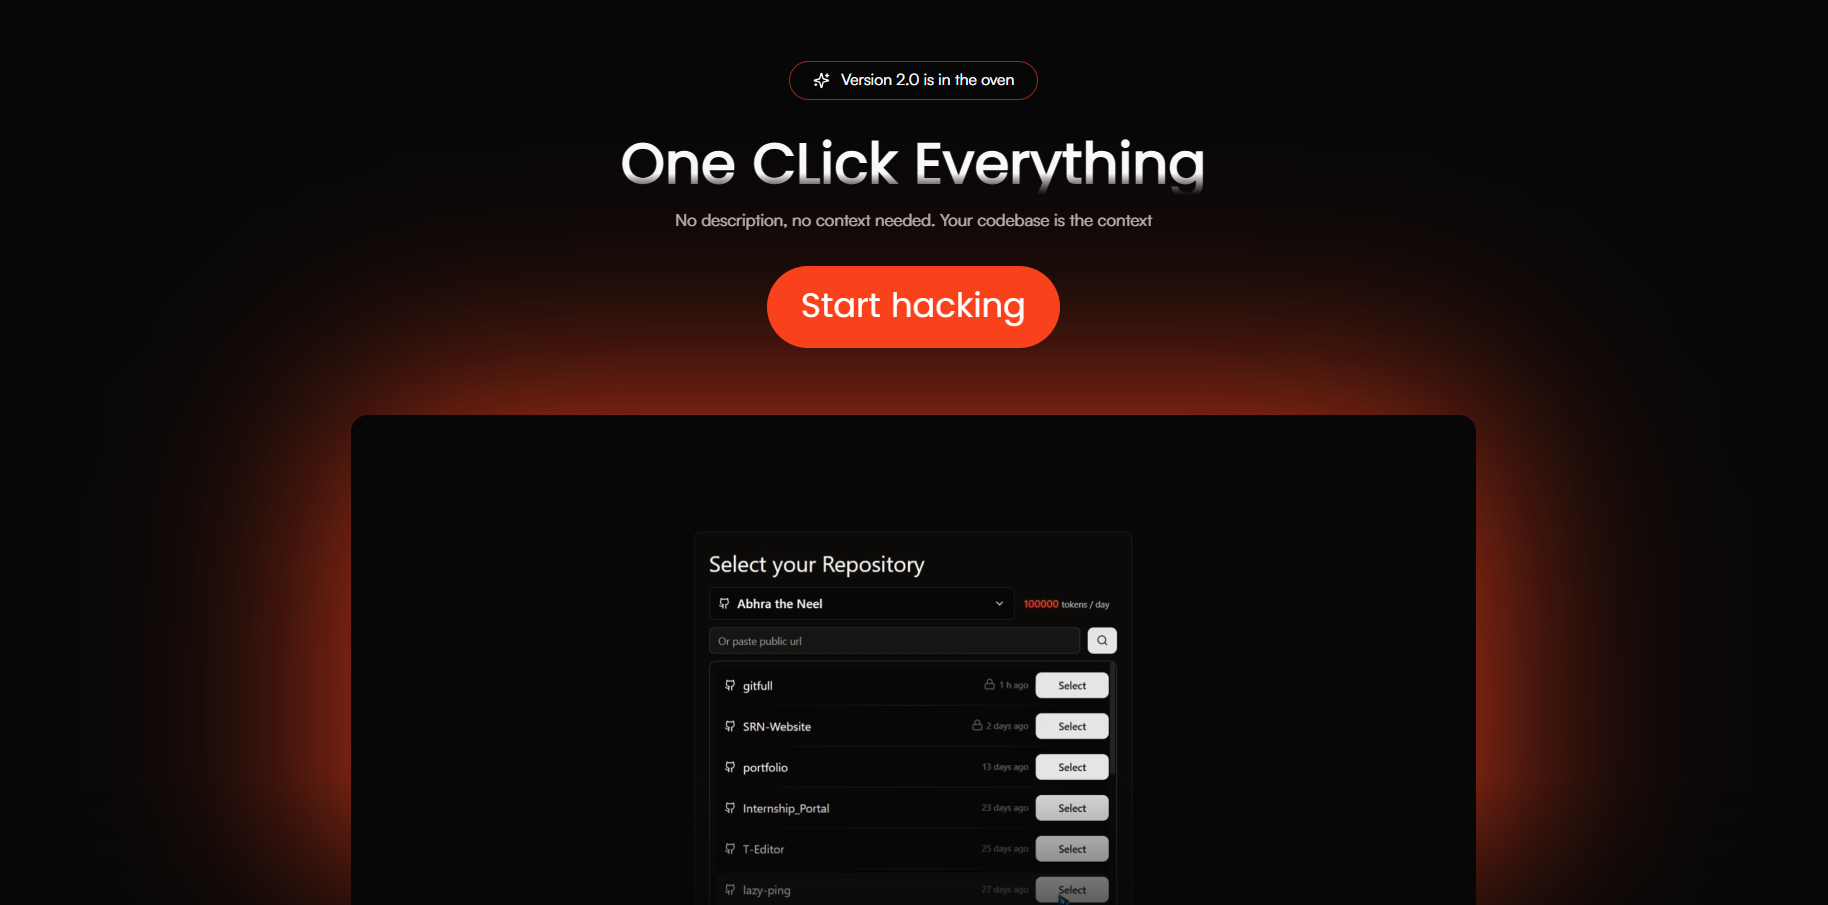 Version 2.0 is in the oven
One CLick Everything
No description, no context needed. Your codebase is the context
Start hacking
Select your Repository
Abhra the Neel
100000 tokens / day
Or paste public url
gitfull 1 h ago Select
SRN-Website 2 days ago Select
portfolio 13 days ago Select
Internship_Portal 23 days ago Select
T-Editor 25 days ago Select
lazy-ping 27 days ago Select